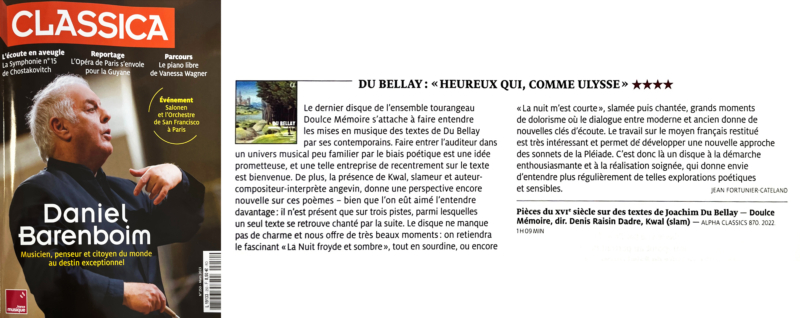 CLASSICA
L'écoute en aveugle
La Symphonie n° 15
de Chostakovitch
Reportage
L'Opéra de Paris s'envole
pour la Guyane
Parcours
Le piano libre
de Vanessa Wagner
Événement
Salonen
et l'Orchestre
de San Francisco
à Paris
Daniel
Barenboim
Musicien, penseur et citoyen du monde
au destin exceptionnel
musique
DU BELLAY : « HEUREUX QUI, COMME ULYSSE » ★★★★
α
DU BELLAY
Le dernier disque de l'ensemble tourangeau
Doulce Mémoire s'attache à faire entendre
les mises en musique des textes de Du Bellay
par ses contemporains. Faire entrer l'auditeur dans
un univers musical peu familier par le biais poétique est une idée
prometteuse, et une telle entreprise de recentrement sur le texte
est bienvenue. De plus, la présence de Kwal, slameur et auteur-
compositeur-interprète angevin, donne une perspective encore
nouvelle sur ces poèmes – bien que l'on eût aimé l'entendre
davantage : il n'est présent que sur trois pistes, parmi lesquelles
un seul texte se retrouve chanté par la suite. Le disque ne manque
pas de charme et nous offre de très beaux moments : on retiendra
le fascinant « La Nuit froyde et sombre », tout en sourdine, ou encore
« La nuit m'est courte », slamée puis chantée, grands moments
de dolorisme où le dialogue entre moderne et ancien donne de
nouvelles clés d'écoute. Le travail sur le moyen français restitué
est très intéressant et permet de développer une nouvelle approche
des sonnets de la Pléiade. C'est donc là un disque à la démarche
enthousiasmante et à la réalisation soignée, qui donne envie
d'entendre plus régulièrement de telles explorations poétiques
et sensibles.
JEAN FORTUNIER-CATELAND
Pièces du XVIᵉ siècle sur des textes de Joachim Du Bellay — Doulce
Mémoire, dir. Denis Raisin Dadre, Kwal (slam) — ALPHA CLASSICS 870. 2022.
1 H 09 MIN